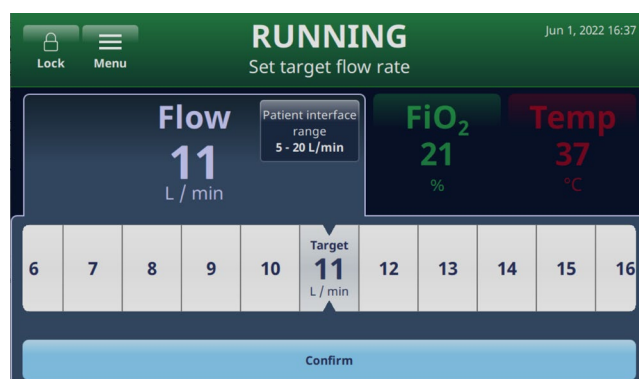 RUNNING
Jun 1, 2022 16:37
Lock
Menu
Set target flow rate
Flow
11
L / min
Patient interface
range
5 - 20 L/min
FiO₂
21
%
Temp
37
°C
6 7 8 9 10 Target 11 L / min 12 13 14 15 16
Confirm